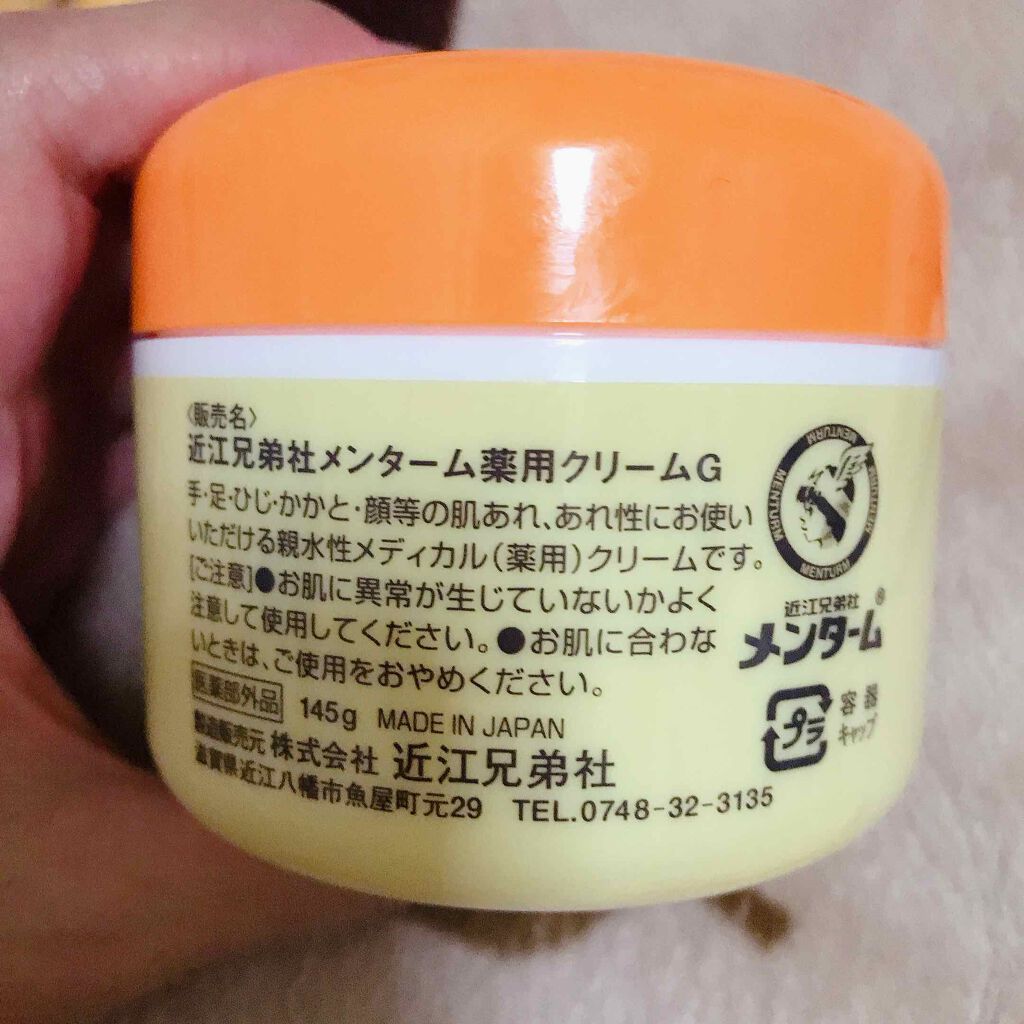 〈販売名〉
近江兄弟社メンターム薬用クリームG
手・足・ひじ・かかと・顔等の肌あれ、あれ性にお使い
いただける親水性メディカル(薬用)クリームです。
[ご注意]●お肌に異常が生じていないかよく
注意して使用してください。●お肌に合わな
いときは、ご使用をおやめください。
医薬部外品 145g MADE IN JAPAN
製造販売元 株式会社 近江兄弟社
滋賀県近江八幡市魚屋町元29 TEL.0748-32-3135
MENTURM MENTURM MENTURM MENTURM
近江兄弟社
メンターム®
プラ
容器
キャップ